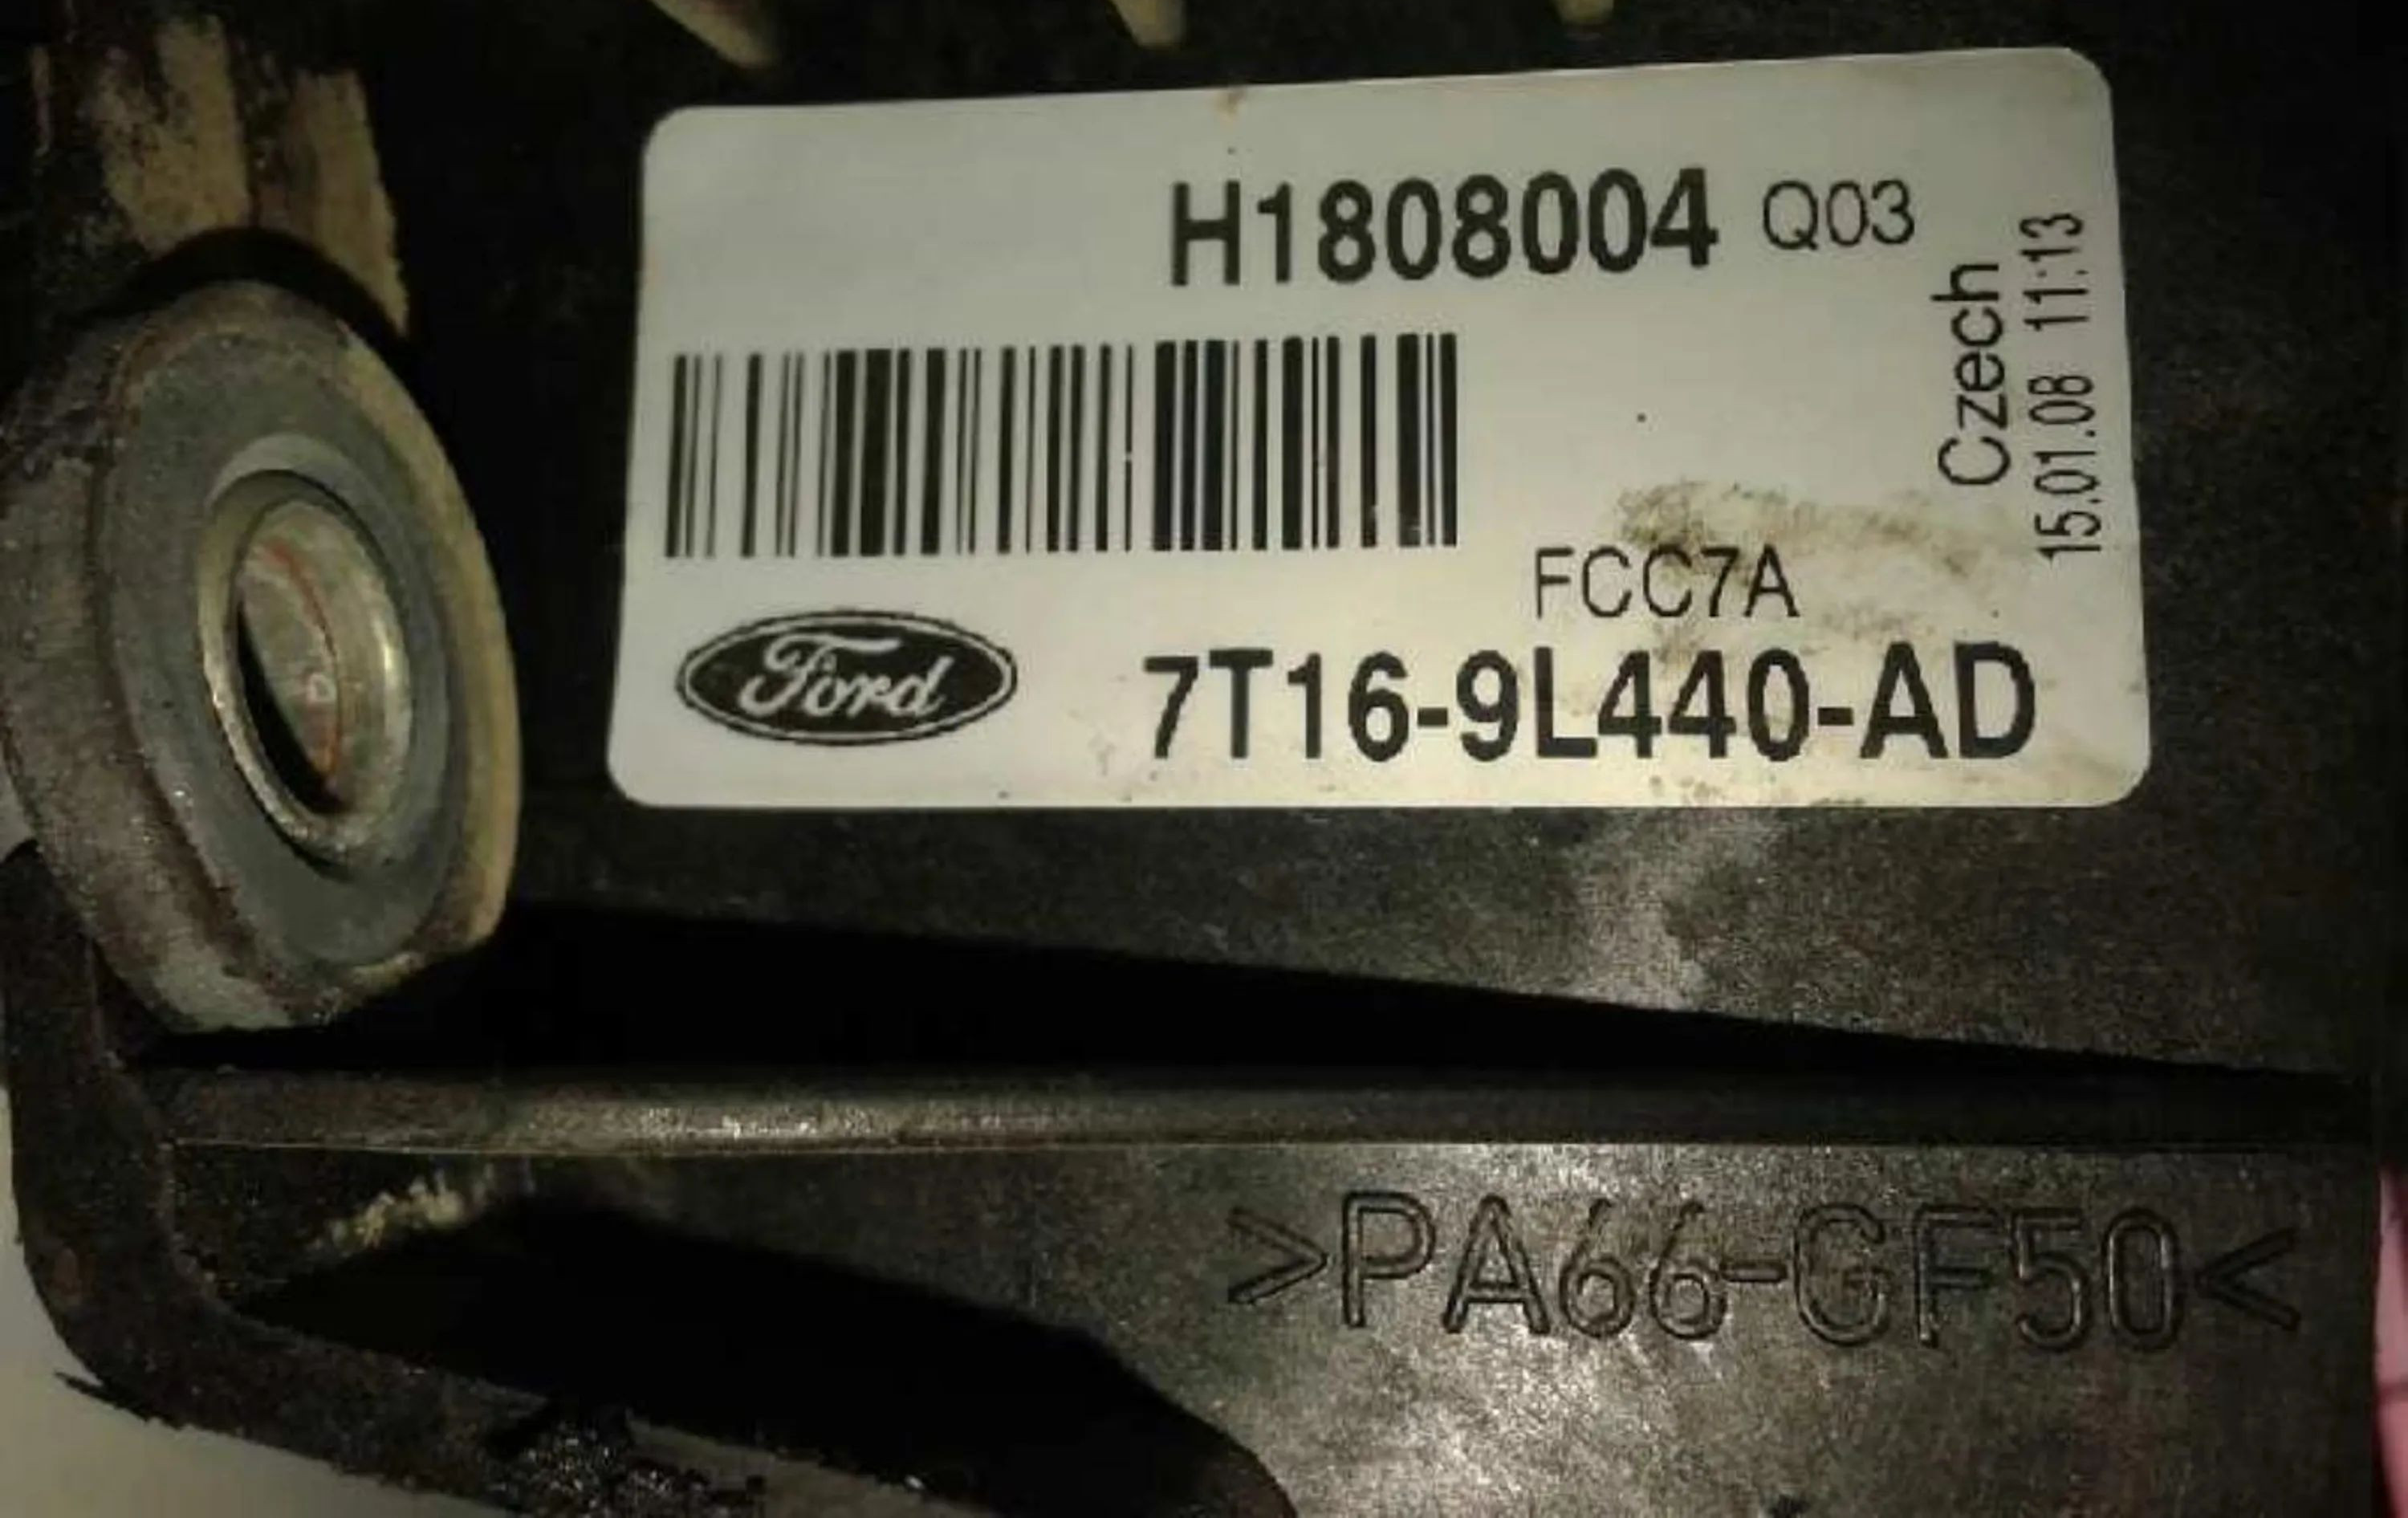 H1808004 Q03
Czech
15.01.08 11:13
FCC7A
Ford
7T16-9L440-AD
>PA66-GF50<